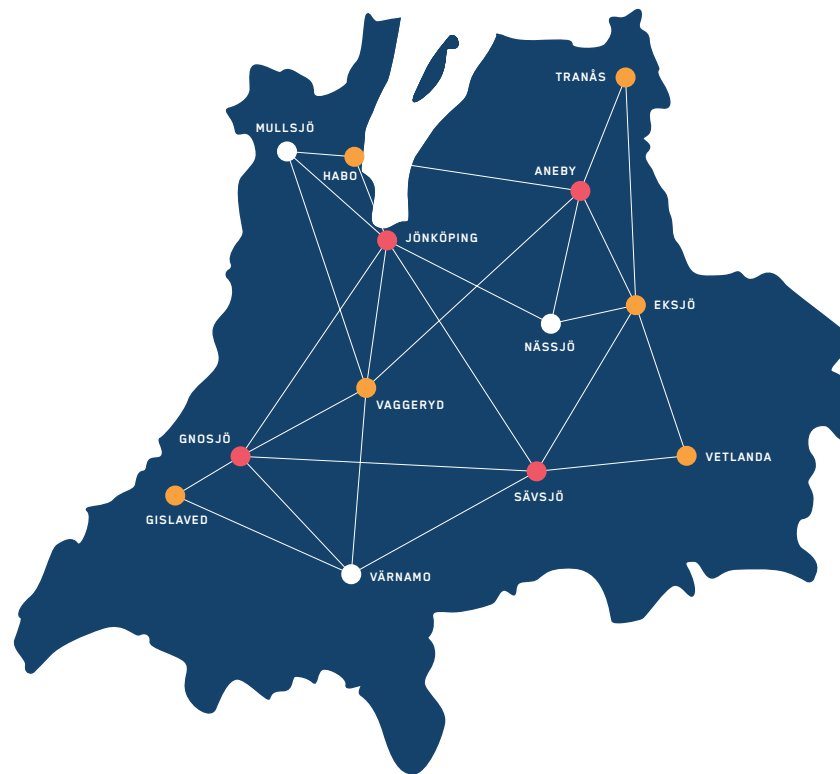 TRANÅS
MULLSJÖ
ANEBY
HABO
JÖNKÖPING
EKSJÖ
NÄSSJÖ
VAGGERYD
GNOSJÖ
VETLANDA
SÄVSJÖ
GISLAVED
VÄRNAMO